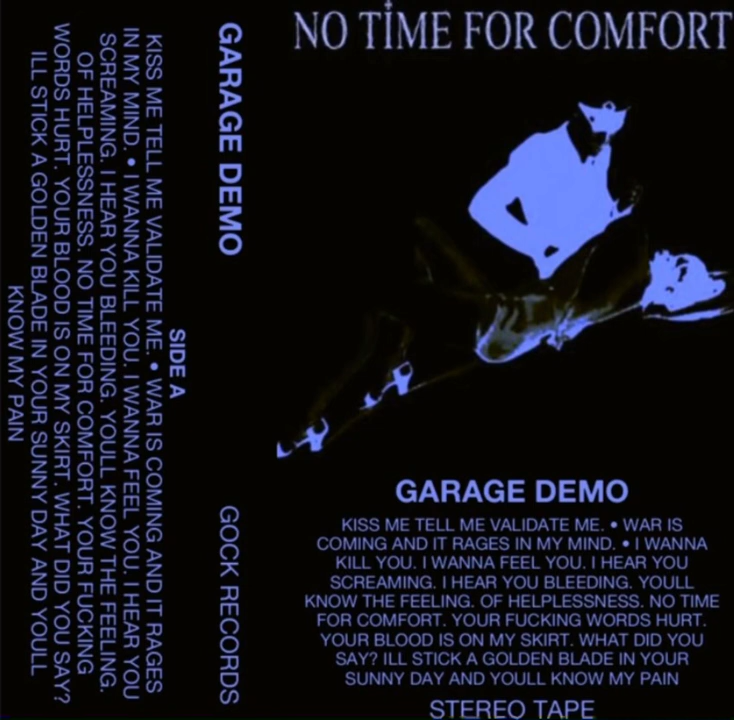 NO TIME FOR COMFORT
GARAGE DEMO
KISS ME TELL ME VALIDATE ME. • WAR IS
COMING AND IT RAGES IN MY MIND. • I WANNA
KILL YOU. I WANNA FEEL YOU. I HEAR YOU
SCREAMING. I HEAR YOU BLEEDING. YOULL
KNOW THE FEELING. OF HELPLESSNESS. NO TIME
FOR COMFORT. YOUR FUCKING WORDS HURT.
YOUR BLOOD IS ON MY SKIRT. WHAT DID YOU
SAY? ILL STICK A GOLDEN BLADE IN YOUR
SUNNY DAY AND YOULL KNOW MY PAIN
STEREO TAPE
GARAGE DEMO
GOCK RECORDS
SIDE A
KISS ME TELL ME VALIDATE ME. • WAR IS COMING AND IT RAGES
IN MY MIND. • I WANNA KILL YOU. I WANNA FEEL YOU. I HEAR YOU
SCREAMING. I HEAR YOU BLEEDING. YOULL KNOW THE FEELING.
OF HELPLESSNESS. NO TIME FOR COMFORT. YOUR FUCKING
WORDS HURT. YOUR BLOOD IS ON MY SKIRT. WHAT DID YOU SAY?
ILL STICK A GOLDEN BLADE IN YOUR SUNNY DAY AND YOULL
KNOW MY PAIN